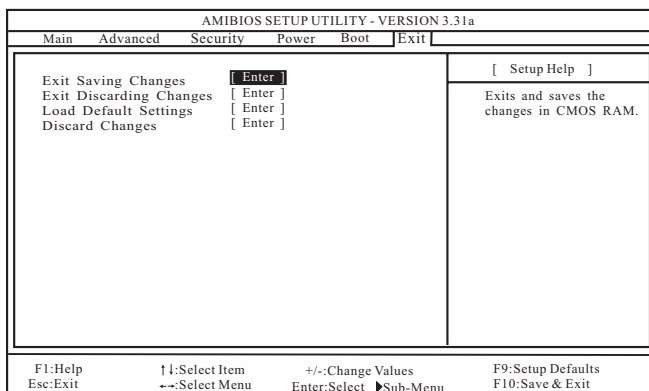 AMIBIOS SETUP UTILITY - VERSION 3.31a
Main Advanced Security Power Boot Exit
Exit Saving Changes [ Enter ]
Exit Discarding Changes [ Enter ]
Load Default Settings [ Enter ]
Discard Changes [ Enter ]
[ Setup Help ]
Exits and saves the
changes in CMOS RAM.
F1:Help ↑↓:Select Item +/-:Change Values F9:Setup Defaults
Esc:Exit ←→:Select Menu Enter:Select ▶Sub-Menu F10:Save & Exit